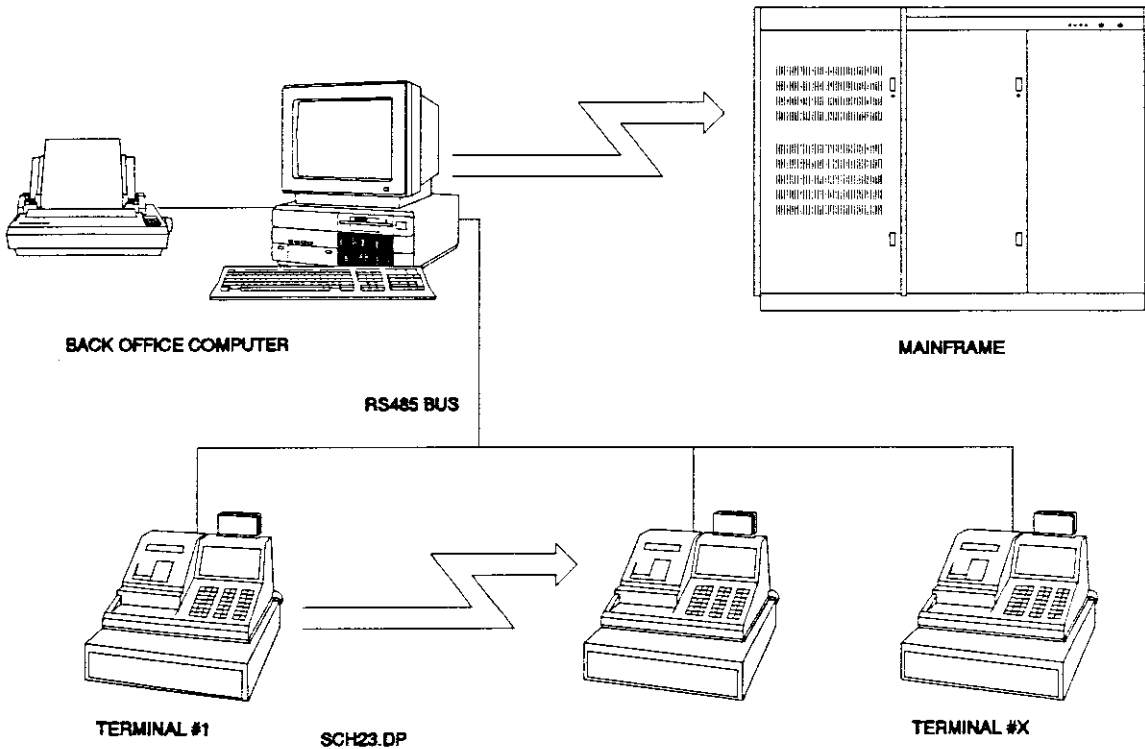 BACK OFFICE COMPUTER
MAINFRAME
RS485 BUS
TERMINAL #1
TERMINAL #X
SCH23.DP